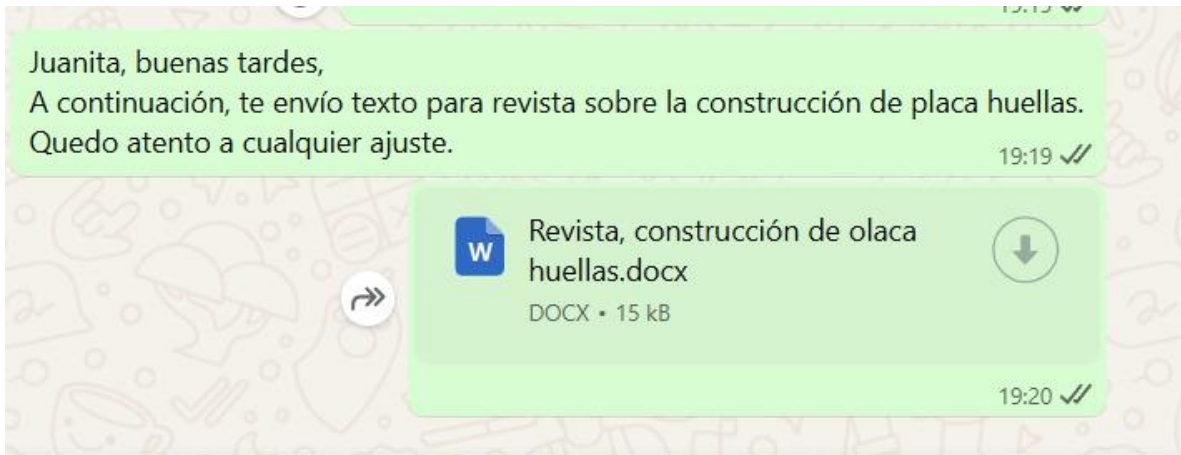 Juanita, buenas tardes,
A continuación, te envío texto para revista sobre la construcción de placa huellas.
Quedo atento a cualquier ajuste.
19:19
W
Revista, construcción de olaca
huellas.docx
DOCX • 15 kB
19:20